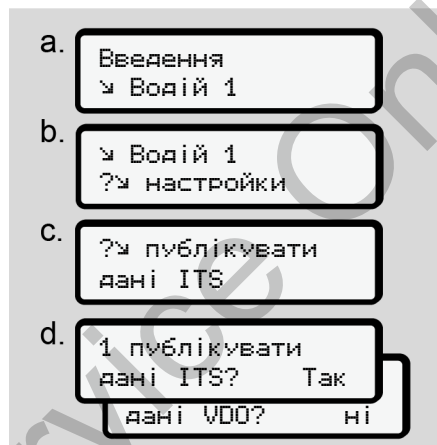 a.
Введення
↘ Водій 1
b.
↘ Водій 1
?↘ настройки
c.
?↘ публікувати
дані ITS
d.
1 публікувати
дані ITS? Так
дані VDO? ні